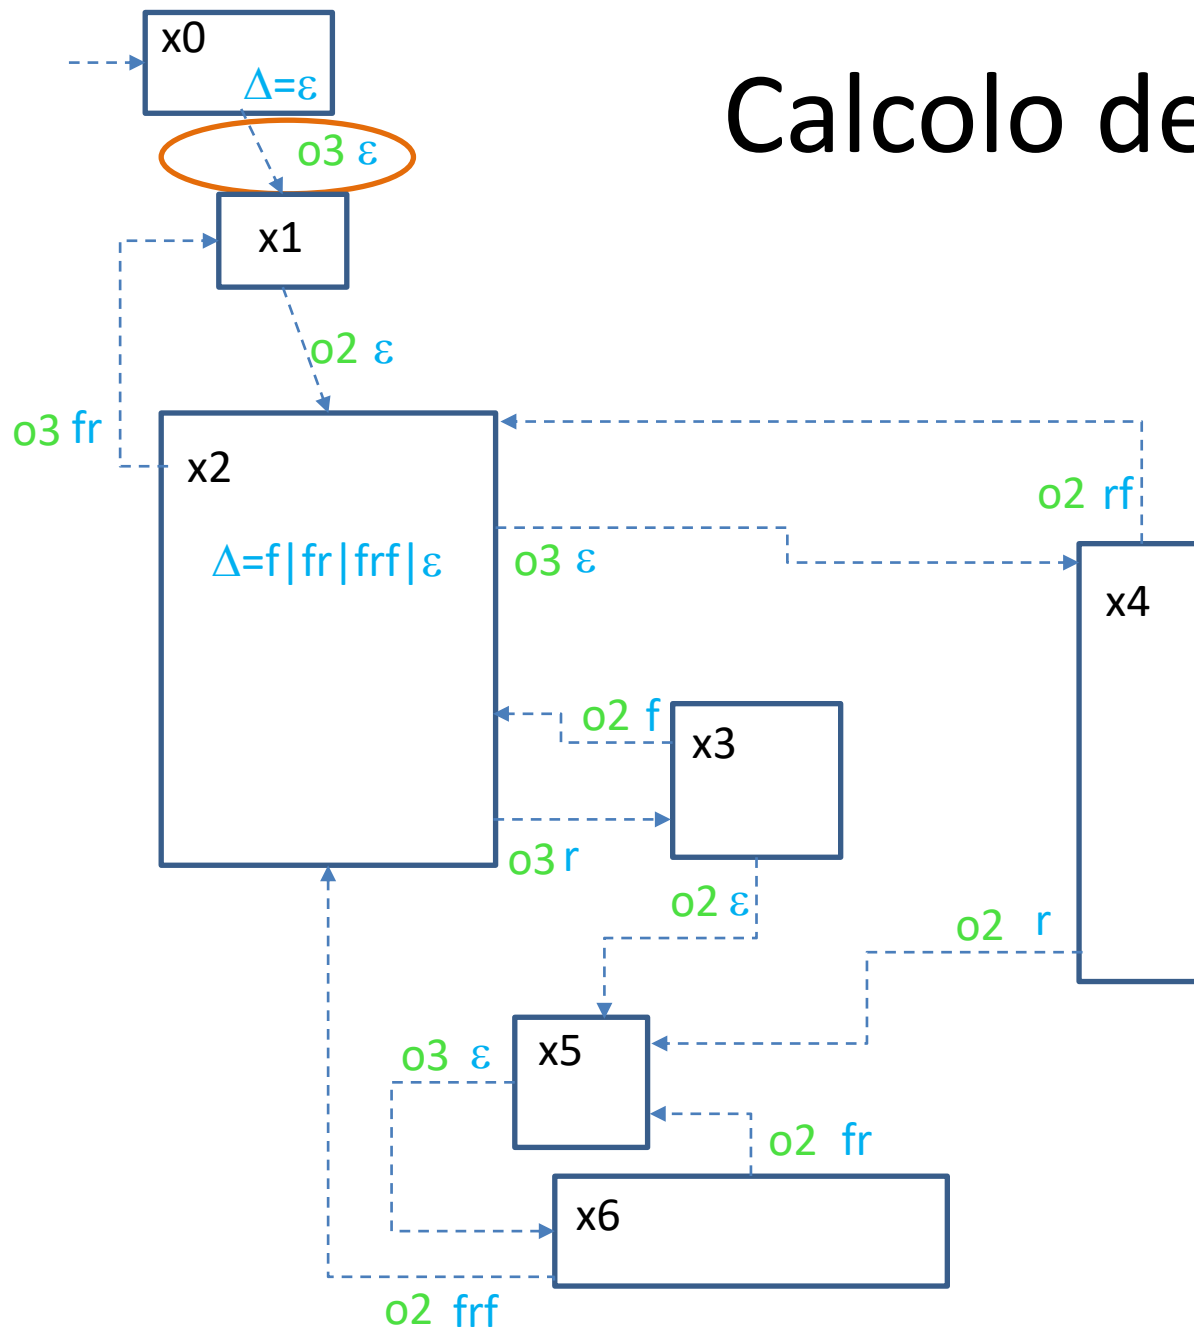 x0
Δ=ε
Calcolo de
o3 ε
x1
o2 ε
o3 fr
x2
o2 rf
Δ=f|fr|frf|ε
o3 ε
x4
o2 f
x3
o3 r
o2 ε
o2 r
o3 ε
x5
o2 fr
x6
o2 frf